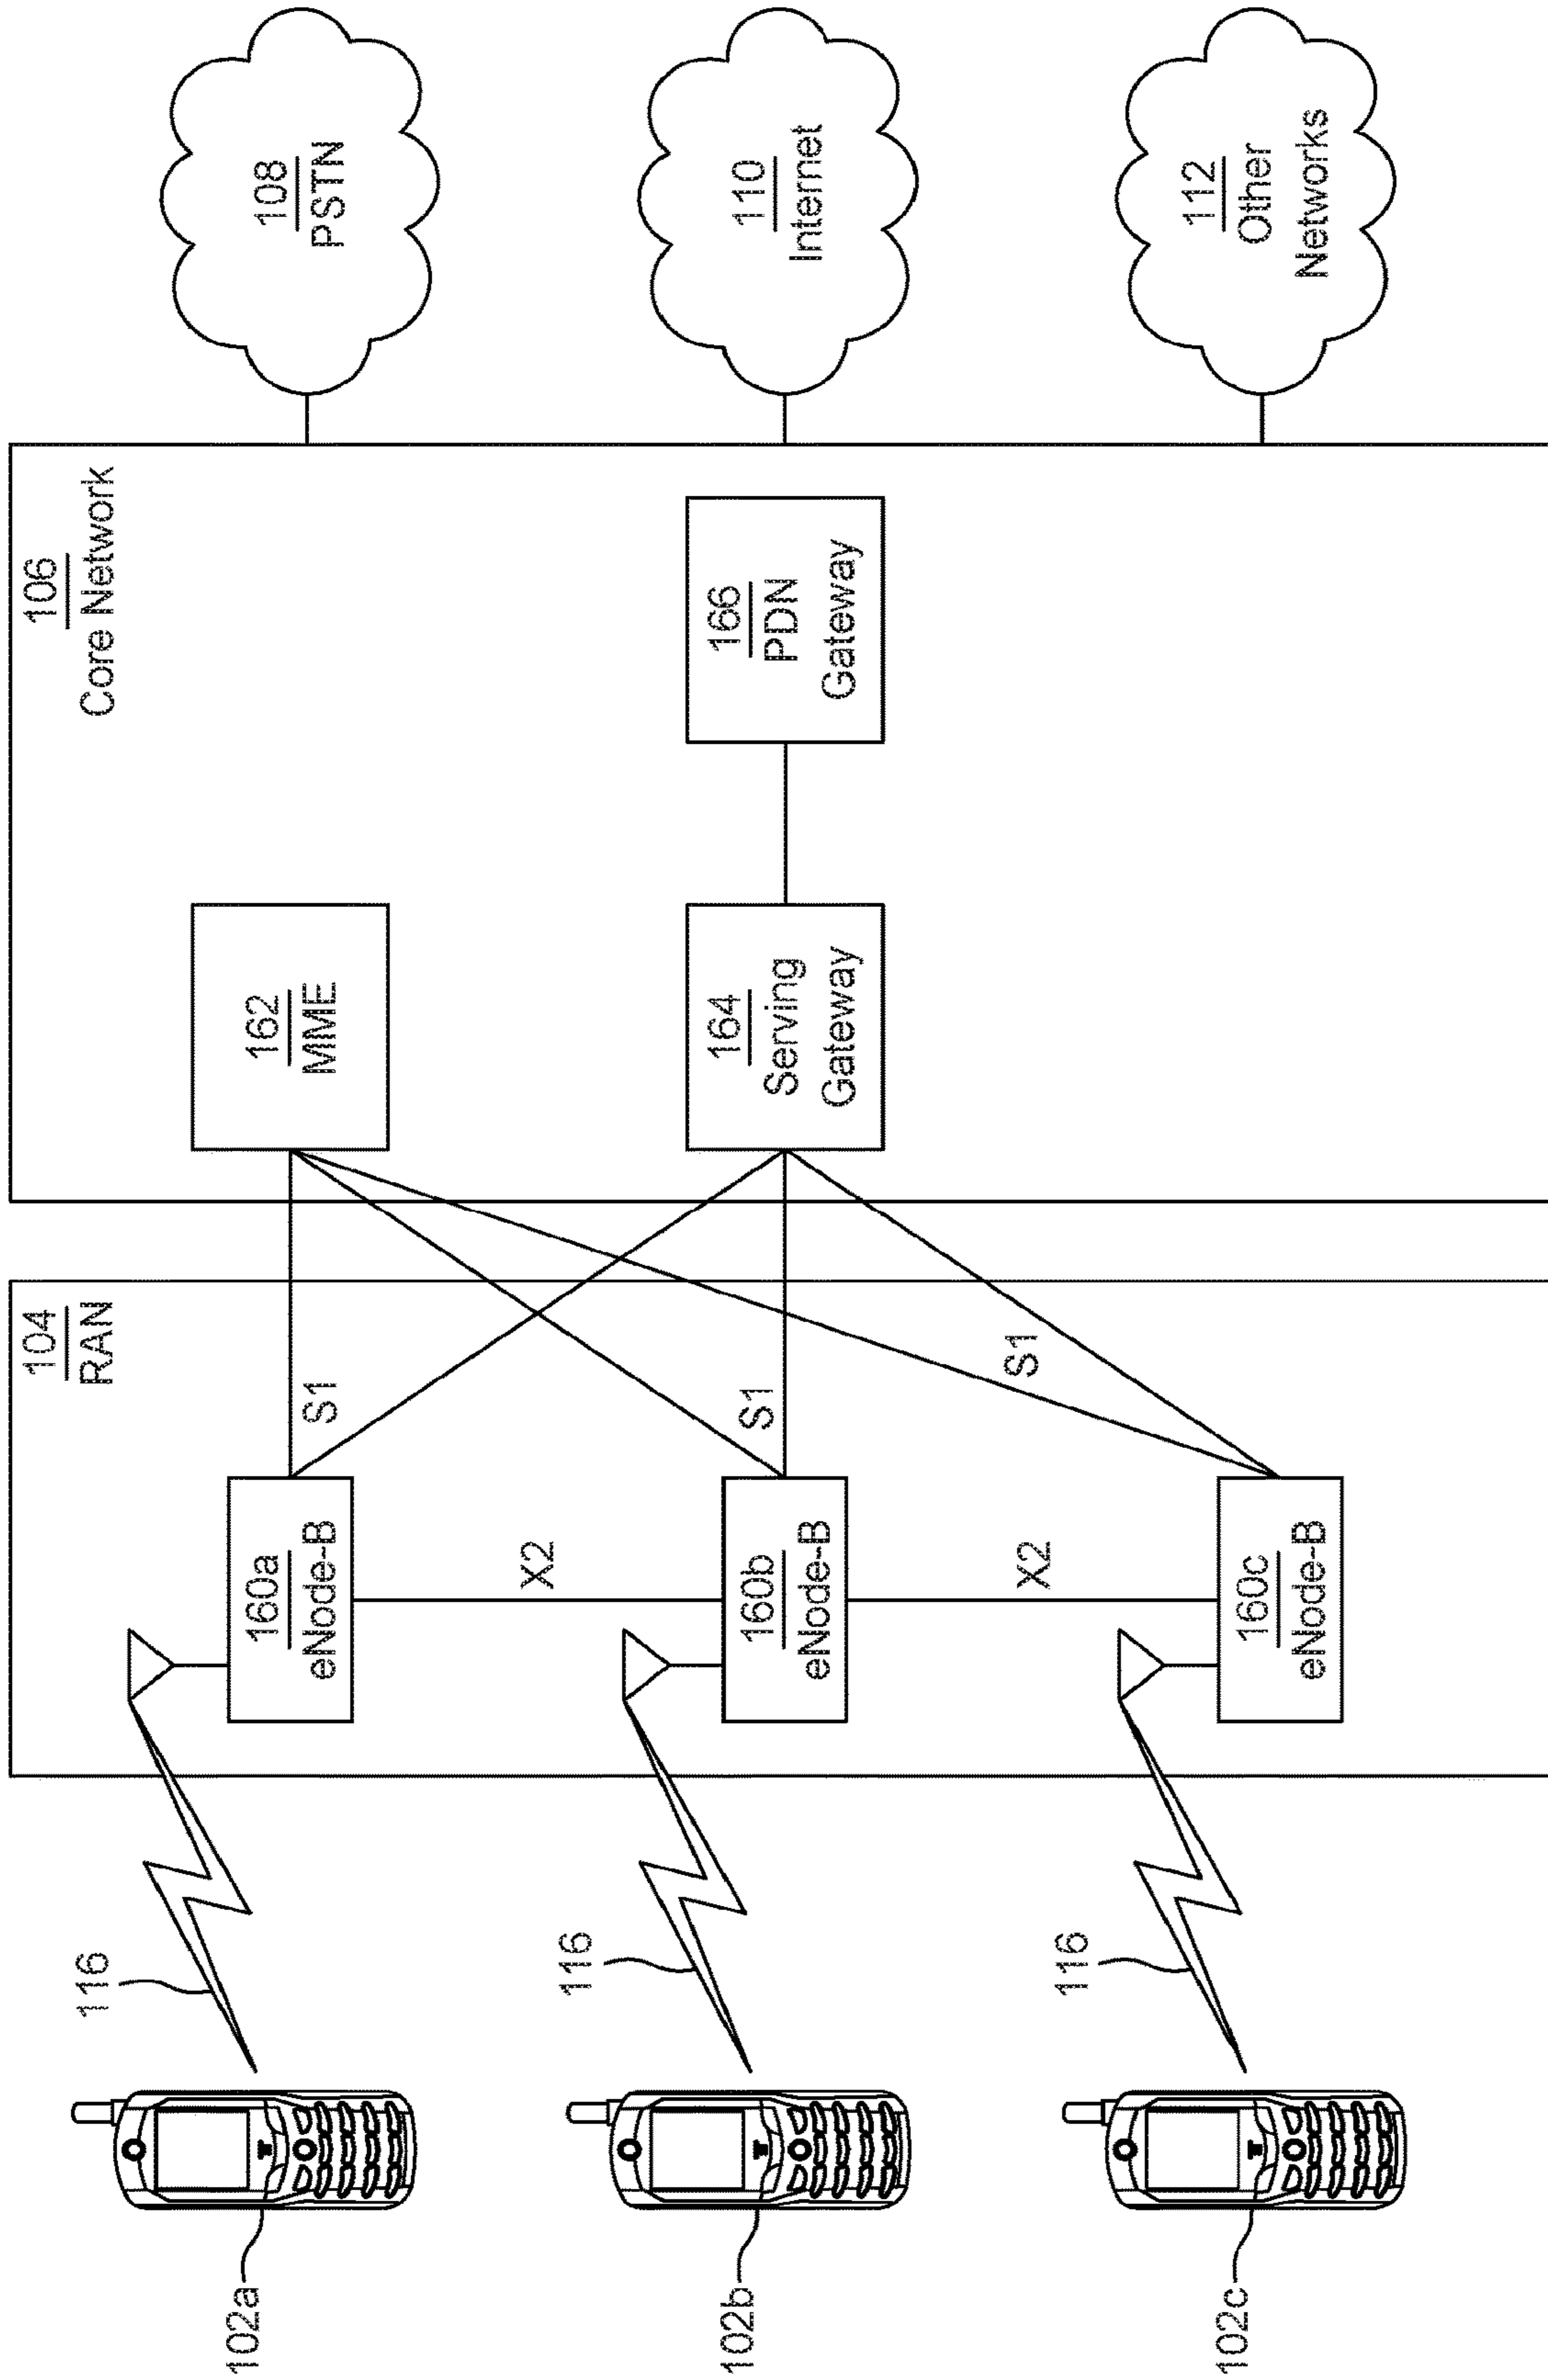 102a
116
160a
eNode-B
104
RAN
S1
162
MME
106
Core Network
108
PSTN
X2
102b
116
160b
eNode-B
S1
164
Serving
Gateway
166
PDN
Gateway
110
Internet
X2
102c
116
160c
eNode-B
S1
112
Other
Networks